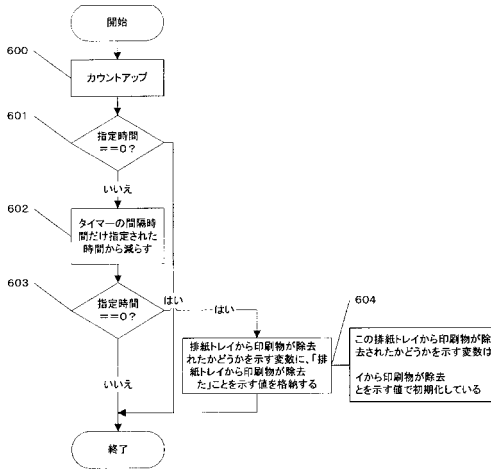 開始
600
カウントアップ
601
指定時間
==0?
いいえ
602
タイマーの間隔時
間だけ指定された
時間から減らす
603
指定時間
==0?
はい
はい
604
排紙トレイから印刷物が除去
れたかどうかを示す変数に、「排
紙トレイから印刷物が除去
た」ことを示す値を格納する
この排紙トレイから印刷物が除
去されたかどうかを示す変数は
イから印刷物が除去
とを示す値で初期化している
いいえ
終了